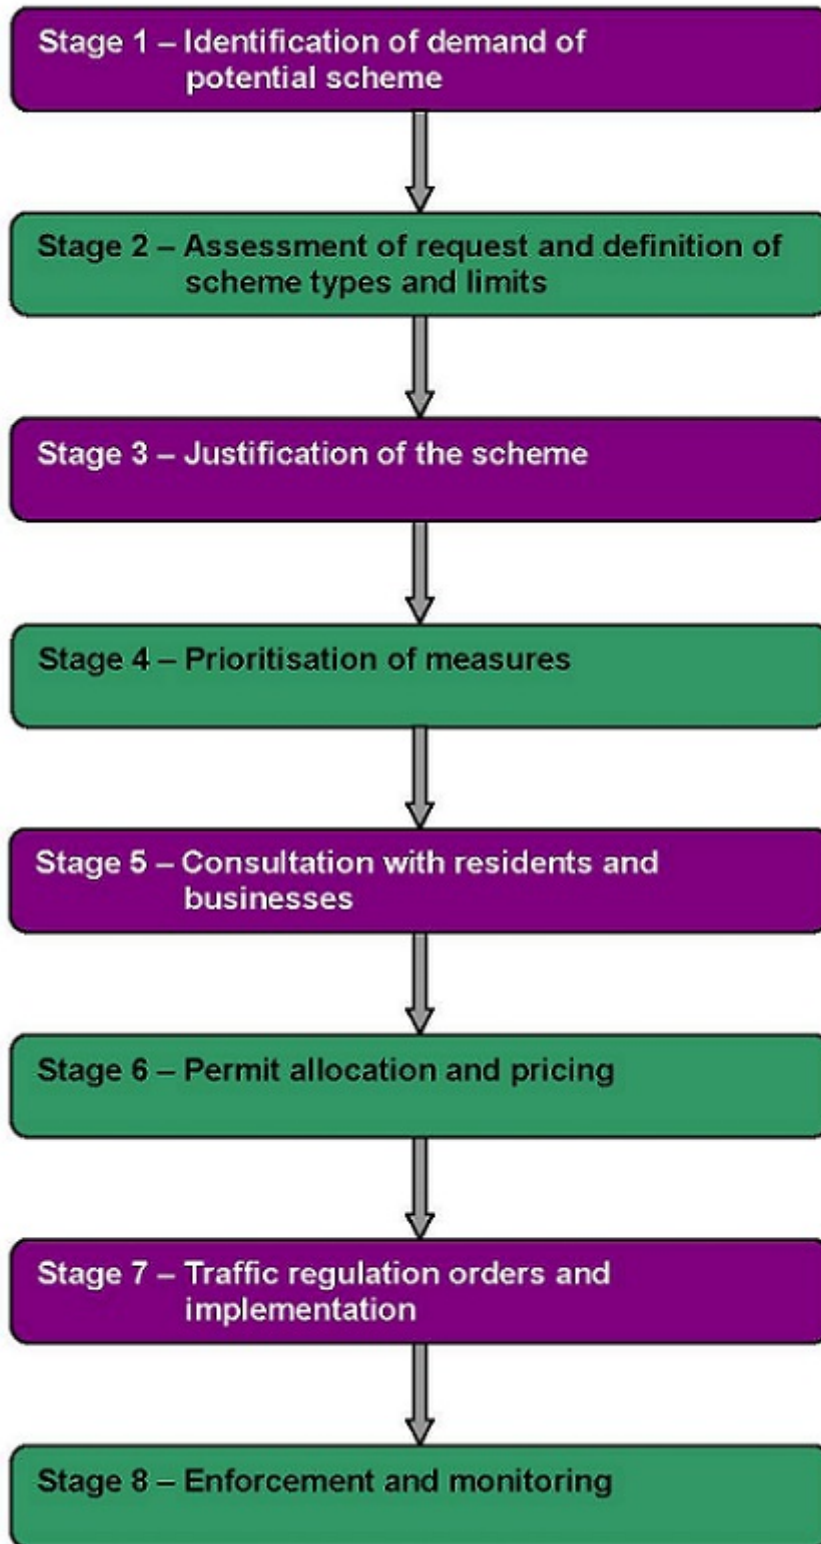 Stage 1 – Identification of demand of
potential scheme
Stage 2 – Assessment of request and definition of
scheme types and limits
Stage 3 – Justification of the scheme
Stage 4 – Prioritisation of measures
Stage 5 – Consultation with residents and
businesses
Stage 6 – Permit allocation and pricing
Stage 7 – Traffic regulation orders and
implementation
Stage 8 – Enforcement and monitoring